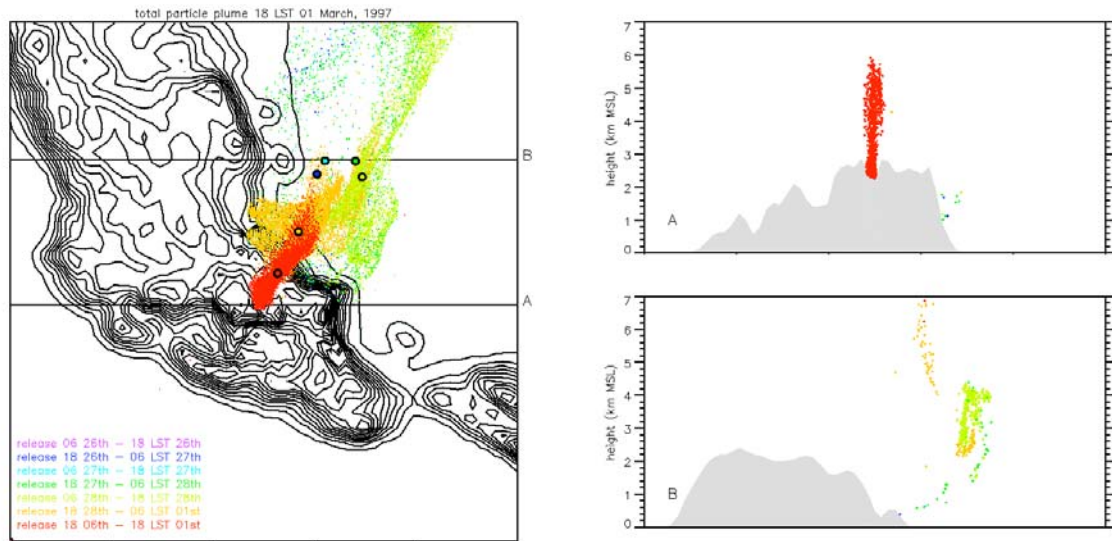 total particle plume 18 LST 01 March, 1997
B
A
release 06 26th – 18 LST 26th
release 18 26th – 06 LST 27th
release 06 27th – 18 LST 27th
release 18 27th – 06 LST 28th
release 06 28th – 18 LST 28th
release 18 28th – 06 LST 01st
release 18 06th – 18 LST 01st
7
6
5
4
3
2
1
0
height (km MSL)
A
7
6
5
4
3
2
1
0
height (km MSL)
B